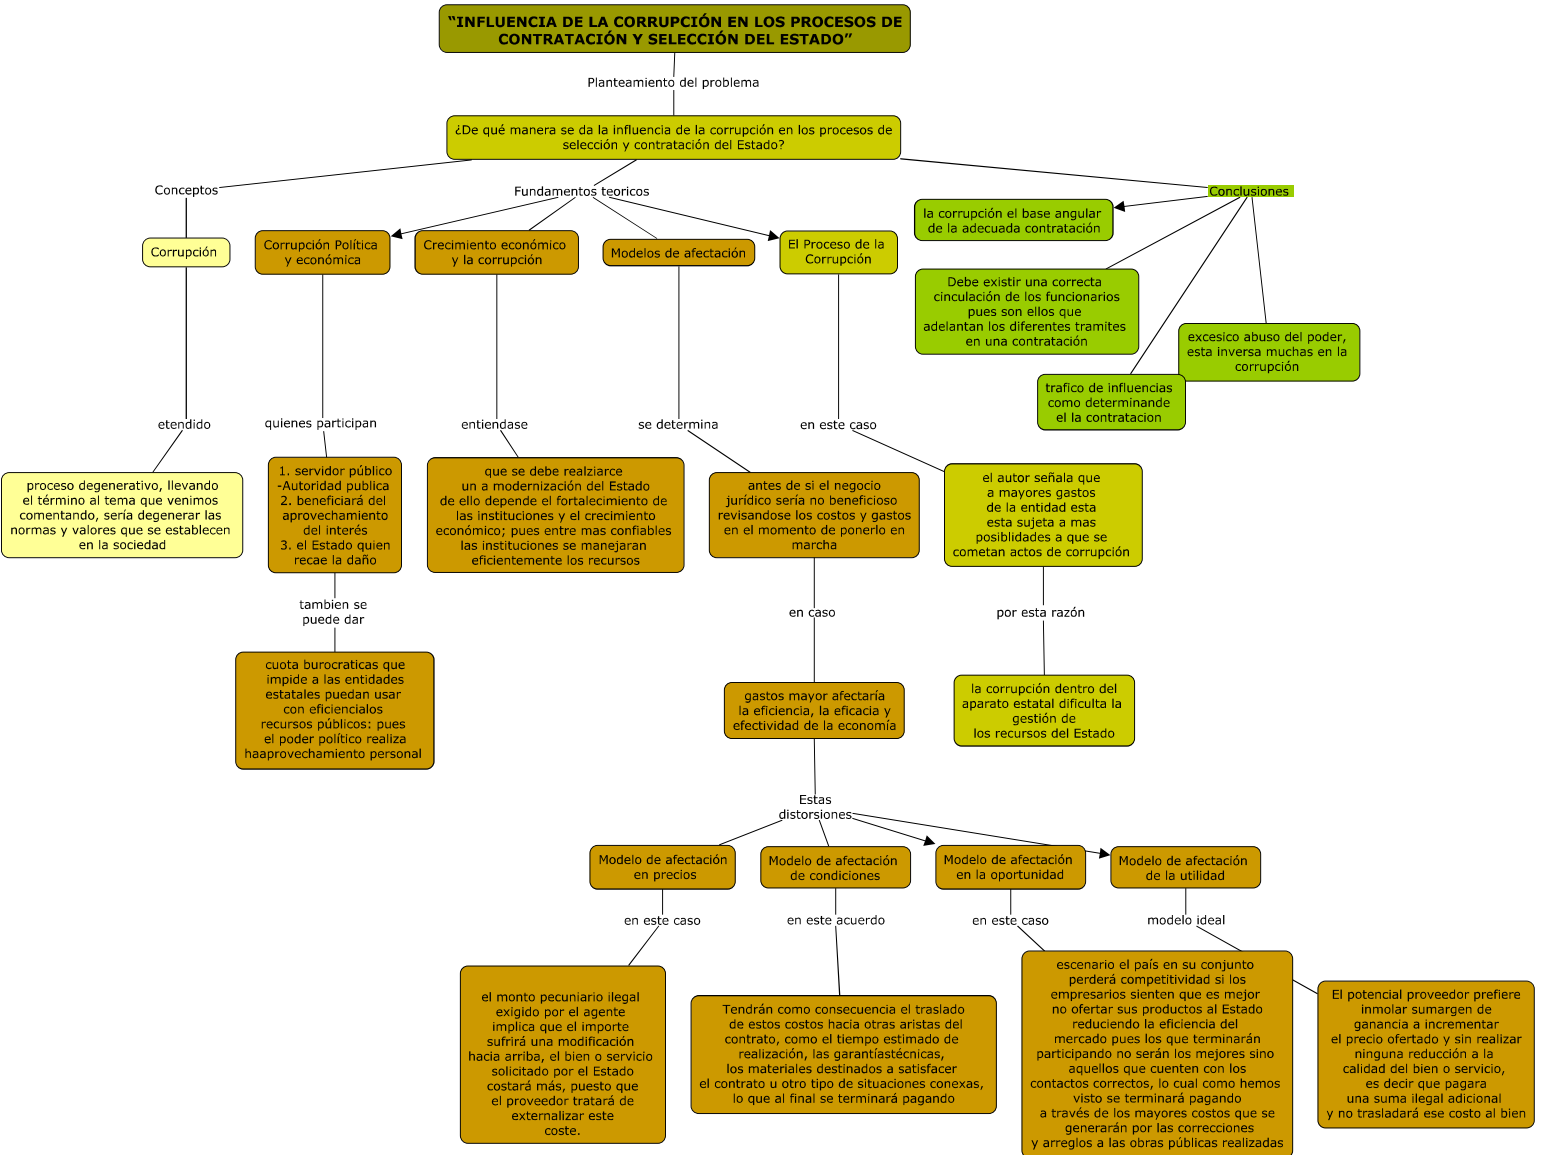 “INFLUENCIA DE LA CORRUPCIÓN EN LOS PROCESOS DE
CONTRATACIÓN Y SELECCIÓN DEL ESTADO”
Planteamiento del problema
¿De qué manera se da la influencia de la corrupción en los procesos de
selección y contratación del Estado?
Conceptos
Corrupción
etendido
proceso degenerativo, llevando
el término al tema que venimos
comentando, sería degenerar las
normas y valores que se establecen
en la sociedad
Fundamentos teoricos
Corrupción Política
y económica
quienes participan
1. servidor público
-Autoridad publica
2. beneficiará del
aprovechamiento
del interés
3. el Estado quien
recae la daño
tambien se
puede dar
cuota burocraticas que
impide a las entidades
estatales puedan usar
con eficiencialos
recursos públicos: pues
el poder político realiza
haaprovechamiento personal
Crecimiento económico
y la corrupción
entiendase
que se debe realziarce
un a modernización del Estado
de ello depende el fortalecimiento de
las instituciones y el crecimiento
económico; pues entre mas confiables
las instituciones se manejaran
eficientemente los recursos
Modelos de afectación
se determina
antes de si el negocio
jurídico sería no beneficioso
revisandose los costos y gastos
en el momento de ponerlo en
marcha
en caso
gastos mayor afectaría
la eficiencia, la eficacia y
efectividad de la economía
Estas
distorsiones
Modelo de afectación
en precios
en este caso
el monto pecuniario ilegal
exigido por el agente
implica que el importe
sufrirá una modificación
hacia arriba, el bien o servicio
solicitado por el Estado
costará más, puesto que
el proveedor tratará de
externalizar este
coste.
Modelo de afectación
de condiciones
en este acuerdo
Tendrán como consecuencia el traslado
de estos costos hacia otras aristas del
contrato, como el tiempo estimado de
realización, las garantíastécnicas,
los materiales destinados a satisfacer
el contrato u otro tipo de situaciones conexas,
lo que al final se terminará pagando
Modelo de afectación
en la oportunidad
en este caso
escenario el país en su conjunto
perderá competitividad si los
empresarios sienten que es mejor
no ofertar sus productos al Estado
reduciendo la eficiencia del
mercado pues los que terminarán
participando no serán los mejores sino
aquellos que cuenten con los
contactos correctos, lo cual como hemos
visto se terminará pagando
a través de los mayores costos que se
generarán por las correcciones
y arreglos a las obras públicas realizadas
Modelo de afectación
de la utilidad
modelo ideal
El potencial proveedor prefiere
inmolar sumargen de
ganancia a incrementar
el precio ofertado y sin realizar
ninguna reducción a la
calidad del bien o servicio,
es decir que pagara
una suma ilegal adicional
y no trasladará ese costo al bien
El Proceso de la
Corrupción
en este caso
el autor señala que
a mayores gastos
de la entidad esta
esta sujeta a mas
posiblidades a que se
cometan actos de corrupción
por esta razón
la corrupción dentro del
aparato estatal dificulta la
gestión de
los recursos del Estado
Conclusiones
la corrupción el base angular
de la adecuada contratación
Debe existir una correcta
cinculación de los funcionarios
pues son ellos que
adelantan los diferentes tramites
en una contratación
trafico de influencias
como determinande
el la contratacion
excesico abuso del poder,
esta inversa muchas en la
corrupción